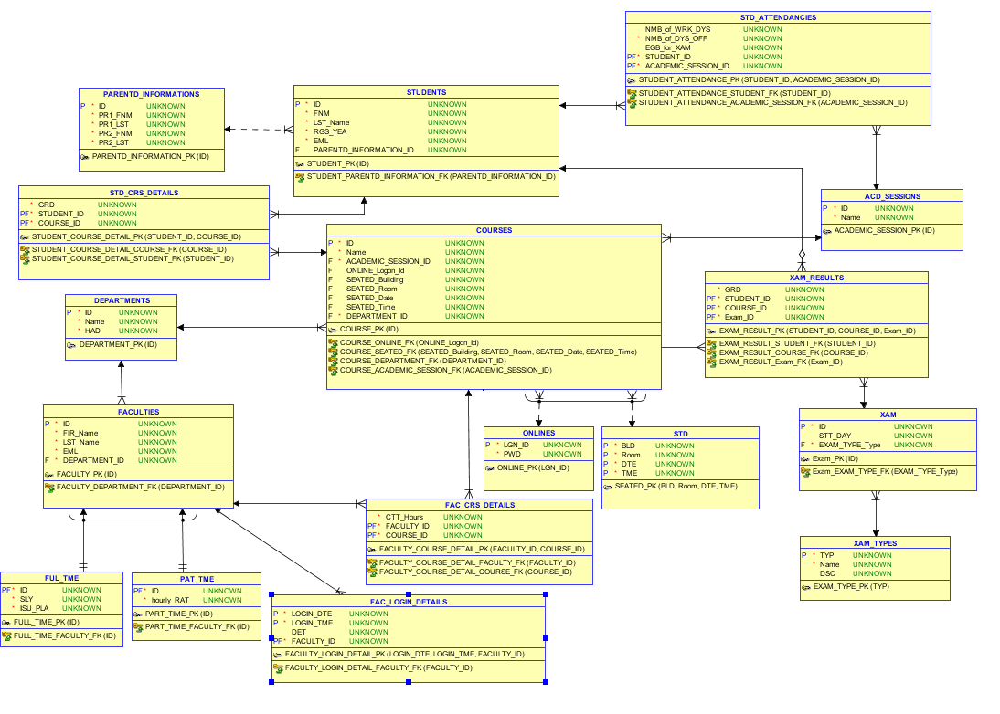 STD_ATTENDANCIES
NMB_of_WRK_DYS UNKNOWN
* NMB_of_DYS_OFF UNKNOWN
EGB_for_XAM UNKNOWN
PF* STUDENT_ID UNKNOWN
PF* ACADEMIC_SESSION_ID UNKNOWN
STUDENT_ATTENDANCE_PK (STUDENT_ID, ACADEMIC_SESSION_ID)
STUDENT_ATTENDANCE_STUDENT_FK (STUDENT_ID)
STUDENT_ATTENDANCE_ACADEMIC_SESSION_FK (ACADEMIC_SESSION_ID)
PARENTD_INFORMATIONS
P * ID UNKNOWN
* PR1_FNM UNKNOWN
* PR1_LST UNKNOWN
* PR2_FNM UNKNOWN
* PR2_LST UNKNOWN
PARENTD_INFORMATION_PK (ID)
STUDENTS
P * ID UNKNOWN
* FNM UNKNOWN
* LST_Name UNKNOWN
* RGS_YEA UNKNOWN
* EML UNKNOWN
F PARENTD_INFORMATION_ID UNKNOWN
STUDENT_PK (ID)
STUDENT_PARENTD_INFORMATION_FK (PARENTD_INFORMATION_ID)
STD_CRS_DETAILS
* GRD UNKNOWN
PF* STUDENT_ID UNKNOWN
PF* COURSE_ID UNKNOWN
STUDENT_COURSE_DETAIL_PK (STUDENT_ID, COURSE_ID)
STUDENT_COURSE_DETAIL_COURSE_FK (COURSE_ID)
STUDENT_COURSE_DETAIL_STUDENT_FK (STUDENT_ID)
ACD_SESSIONS
P * ID UNKNOWN
* Name UNKNOWN
ACADEMIC_SESSION_PK (ID)
COURSES
P * ID UNKNOWN
* Name UNKNOWN
F * ACADEMIC_SESSION_ID UNKNOWN
F ONLINE_Logon_Id UNKNOWN
F SEATED_Building UNKNOWN
F SEATED_Room UNKNOWN
F SEATED_Date UNKNOWN
F SEATED_Time UNKNOWN
F * DEPARTMENT_ID UNKNOWN
COURSE_PK (ID)
COURSE_ONLINE_FK (ONLINE_Logon_Id)
COURSE_SEATED_FK (SEATED_Building, SEATED_Room, SEATED_Date, SEATED_Time)
COURSE_DEPARTMENT_FK (DEPARTMENT_ID)
COURSE_ACADEMIC_SESSION_FK (ACADEMIC_SESSION_ID)
XAM_RESULTS
* GRD UNKNOWN
PF* STUDENT_ID UNKNOWN
PF* COURSE_ID UNKNOWN
PF* Exam_ID UNKNOWN
EXAM_RESULT_PK (STUDENT_ID, COURSE_ID, Exam_ID)
EXAM_RESULT_STUDENT_FK (STUDENT_ID)
EXAM_RESULT_COURSE_FK (COURSE_ID)
EXAM_RESULT_Exam_FK (Exam_ID)
DEPARTMENTS
P * ID UNKNOWN
* Name UNKNOWN
* HAD UNKNOWN
DEPARTMENT_PK (ID)
FACULTIES
P * ID UNKNOWN
* FIR_Name UNKNOWN
* LST_Name UNKNOWN
* EML UNKNOWN
F * DEPARTMENT_ID UNKNOWN
FACULTY_PK (ID)
FACULTY_DEPARTMENT_FK (DEPARTMENT_ID)
ONLINES
P * LGN_ID UNKNOWN
* PWD UNKNOWN
ONLINE_PK (LGN_ID)
STD
P * BLD UNKNOWN
P * Room UNKNOWN
P * DTE UNKNOWN
P * TME UNKNOWN
SEATED_PK (BLD, Room, DTE, TME)
XAM
P * ID UNKNOWN
STT_DAY UNKNOWN
F * EXAM_TYPE_Type UNKNOWN
Exam_PK (ID)
Exam_EXAM_TYPE_FK (EXAM_TYPE_Type)
FAC_CRS_DETAILS
* CTT_Hours UNKNOWN
PF* FACULTY_ID UNKNOWN
PF* COURSE_ID UNKNOWN
FACULTY_COURSE_DETAIL_PK (FACULTY_ID, COURSE_ID)
FACULTY_COURSE_DETAIL_FACULTY_FK (FACULTY_ID)
FACULTY_COURSE_DETAIL_COURSE_FK (COURSE_ID)
XAM_TYPES
P * TYP UNKNOWN
* Name UNKNOWN
DSC UNKNOWN
EXAM_TYPE_PK (TYP)
FUL_TME
PF* ID UNKNOWN
* SLY UNKNOWN
* ISU_PLA UNKNOWN
FULL_TIME_PK (ID)
FULL_TIME_FACULTY_FK (ID)
PAT_TME
PF* ID UNKNOWN
* hourly_RAT UNKNOWN
PART_TIME_PK (ID)
PART_TIME_FACULTY_FK (ID)
FAC_LOGIN_DETAILS
P * LOGIN_DTE UNKNOWN
P * LOGIN_TME UNKNOWN
DET UNKNOWN
PF* FACULTY_ID UNKNOWN
FACULTY_LOGIN_DETAIL_PK (LOGIN_DTE, LOGIN_TME, FACULTY_ID)
FACULTY_LOGIN_DETAIL_FACULTY_FK (FACULTY_ID)